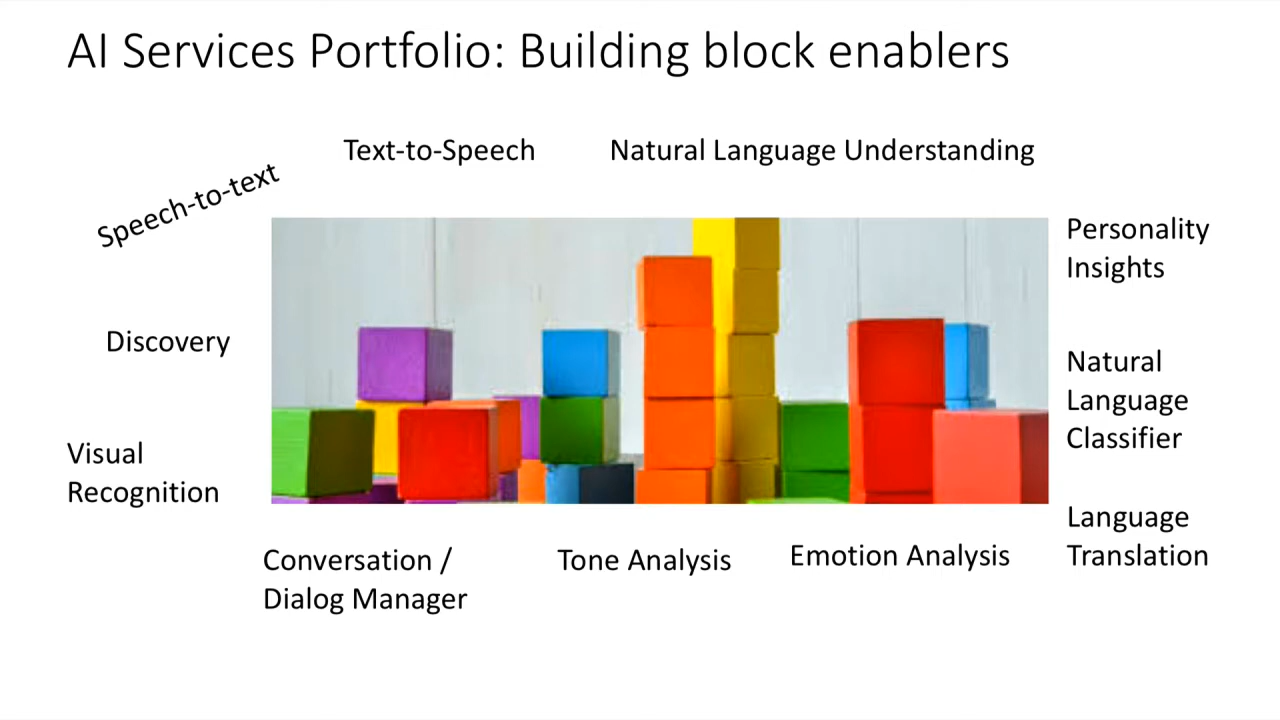 AI Services Portfolio: Building block enablers
Text-to-Speech
Natural Language Understanding
Speech-to-text
Personality
Insights
Discovery
Natural
Language
Classifier
Visual
Recognition
Language
Translation
Conversation /
Dialog Manager
Tone Analysis
Emotion Analysis